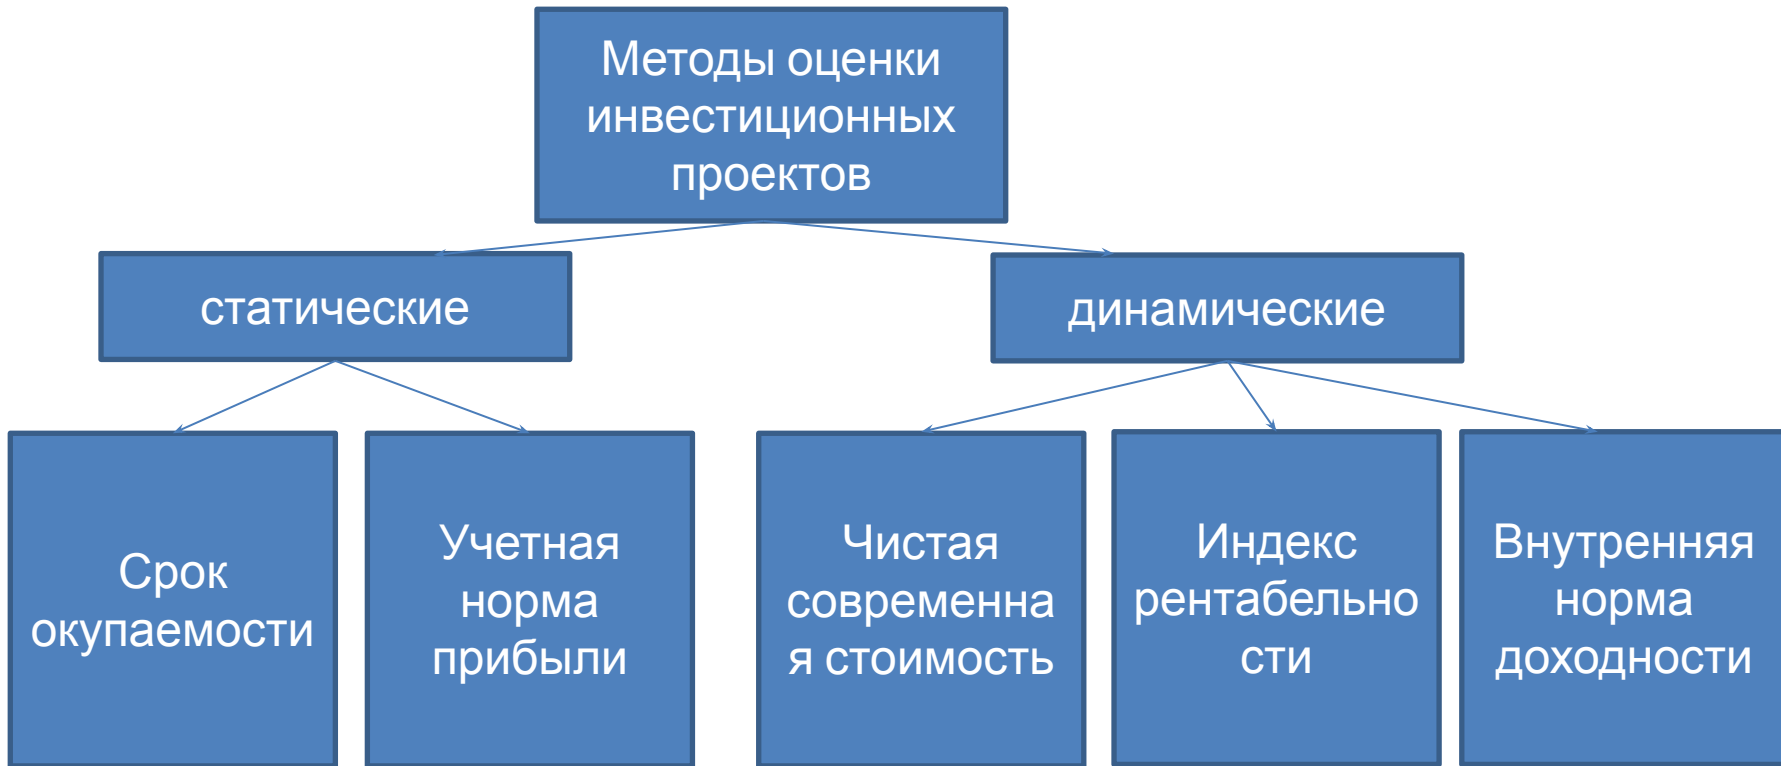 Методы оценки
инвестиционных
проектов
статические
динамические
Срок
окупаемости
Учетная
норма
прибыли
Чистая
современна
я стоимость
Индекс
рентабельно
сти
Внутренняя
норма
доходности